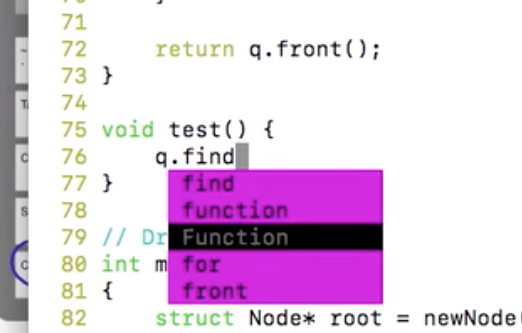 71
72 return q.front();
73 }
74
75 void test() {
76 q.find
77 }
find
78
function
79 // Dr
Function
80 int m
for
81 {
front
82 struct Node* root = newNode(